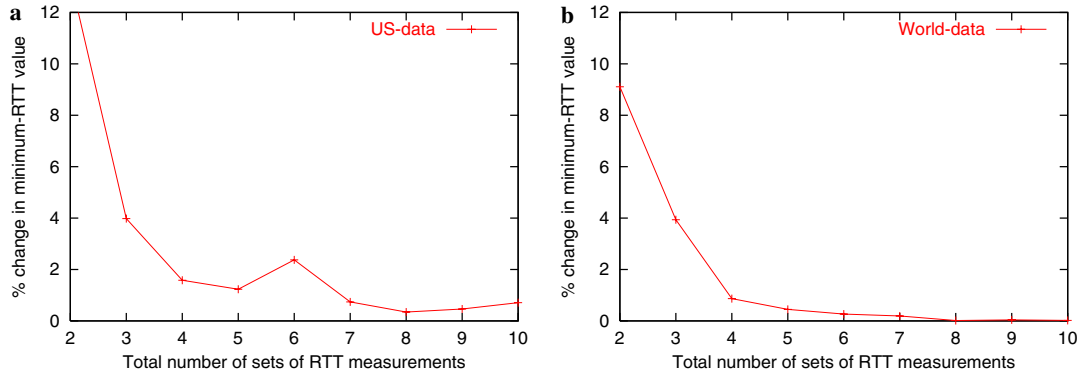 a
US-data
% change in minimum-RTT value
12
10
8
6
4
2
0
2 3 4 5 6 7 8 9 10
Total number of sets of RTT measurements
b
World-data
% change in minimum-RTT value
12
10
8
6
4
2
0
2 3 4 5 6 7 8 9 10
Total number of sets of RTT measurements